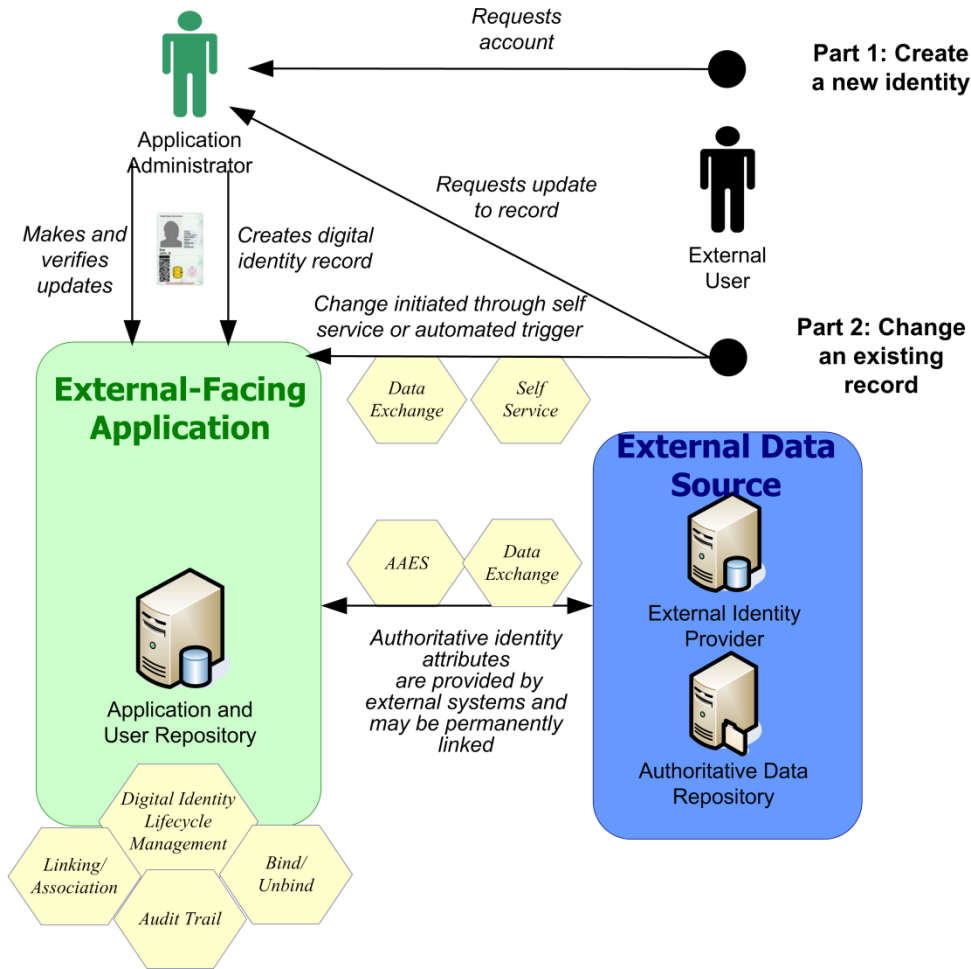 Requests
account
Part 1: Create
a new identity
Application
Administrator
External
User
Requests update
to record
Makes and
verifies
updates
Creates digital
identity record
Change initiated through self
service or automated trigger
Part 2: Change
an existing
record
Data
Exchange
Self
Service
External-Facing
Application
External Data
Source
AAES
Data
Exchange
External Identity
Provider
Authoritative identity
attributes
are provided by
external systems and
may be permanently
linked
Application and
User Repository
Authoritative Data
Repository
Digital Identity
Lifecycle
Management
Linking/
Association
Bind/
Unbind
Audit Trail